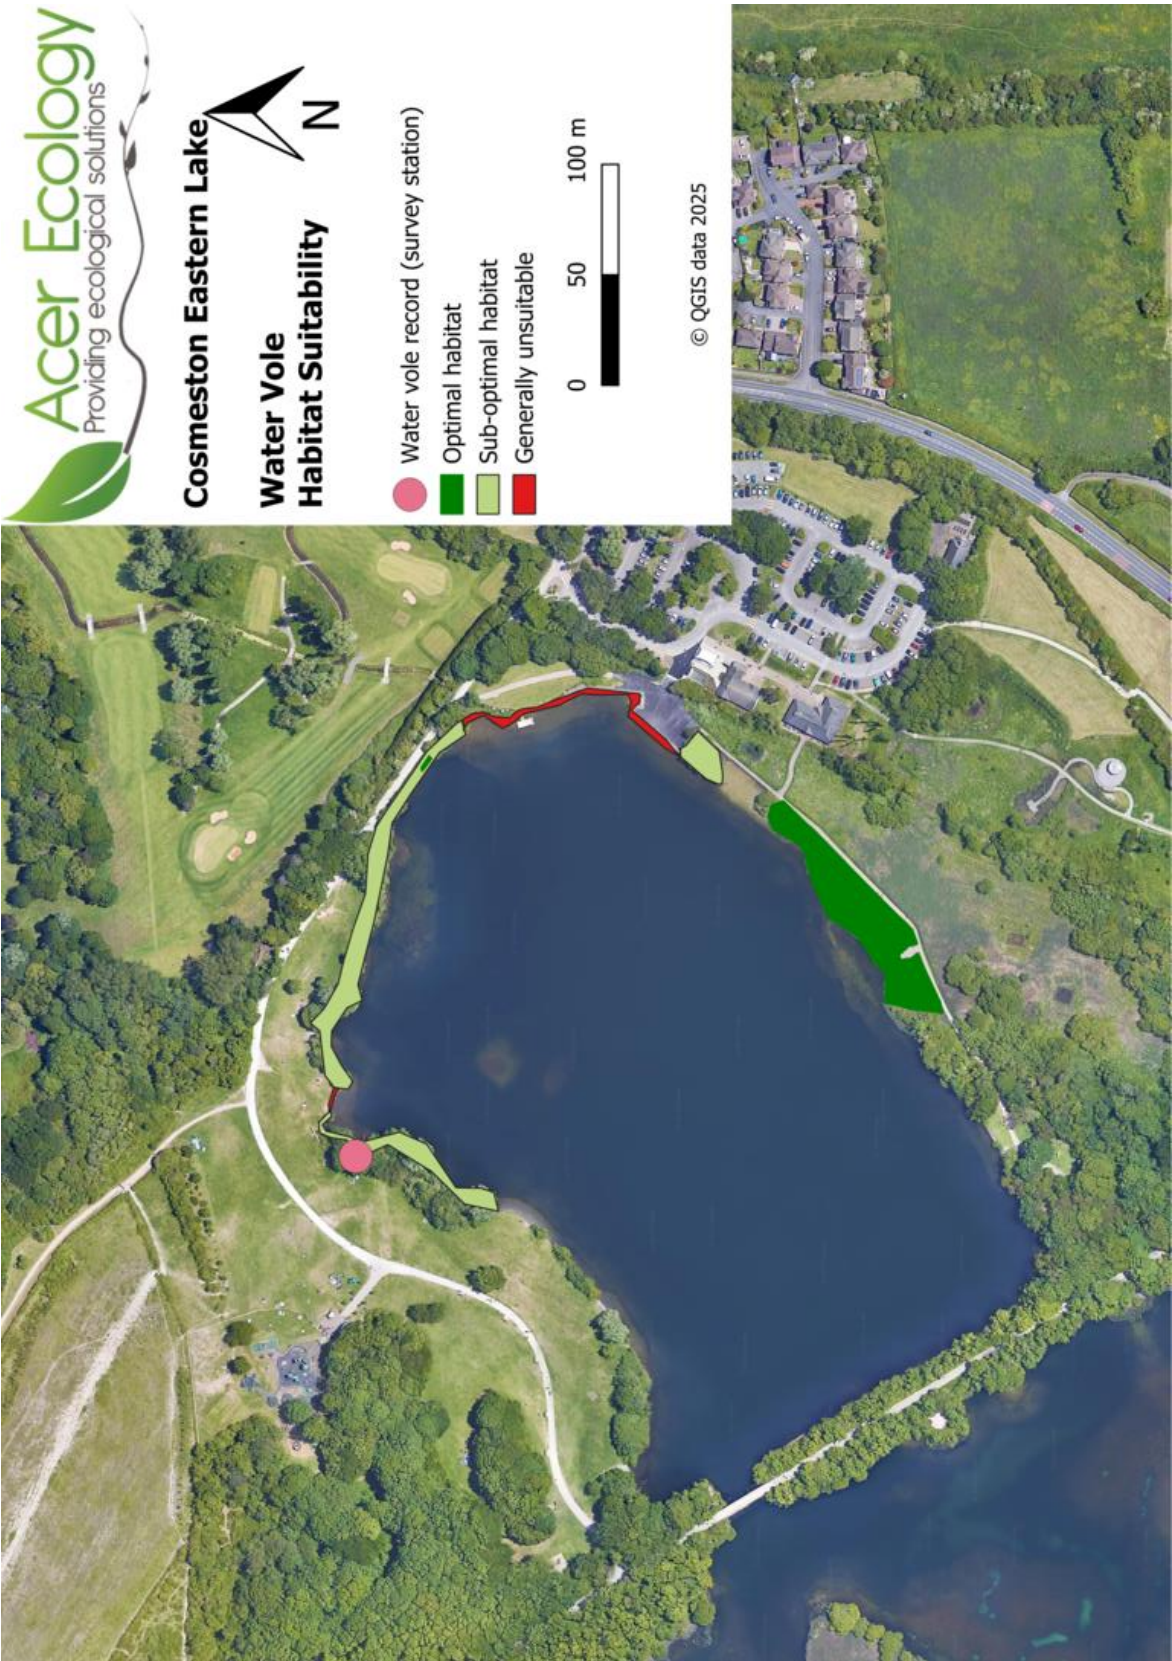 Acer Ecology
Providing ecological solutions
Cosmeston Eastern Lake
N
Water Vole
Habitat Suitability
Water vole record (survey station)
Optimal habitat
Sub-optimal habitat
Generally unsuitable
0 50 100 m
© QGIS data 2025